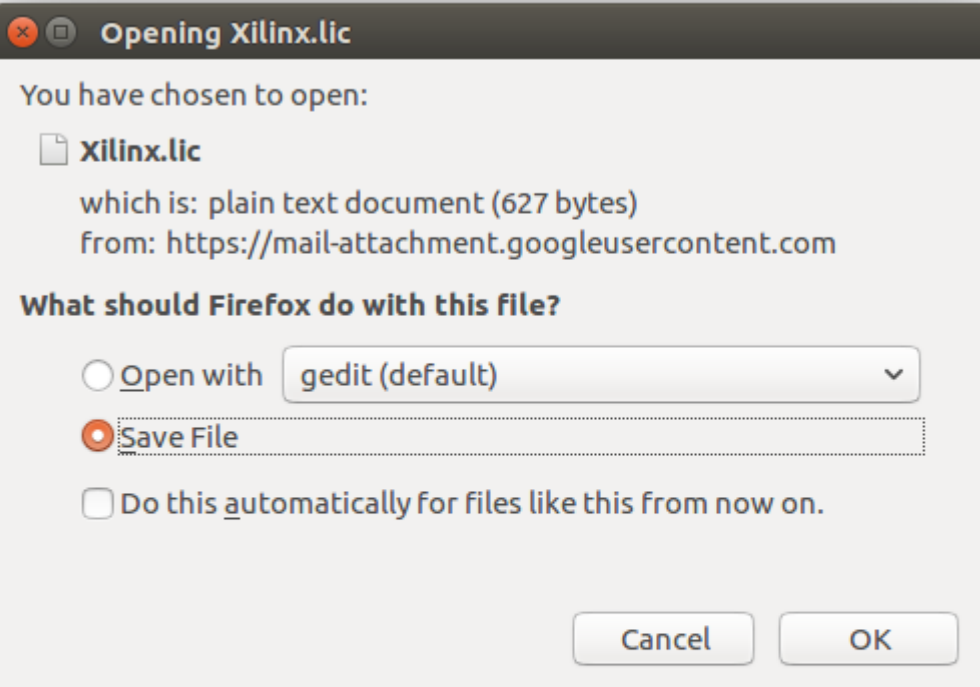 Opening Xilinx.lic
You have chosen to open:
Xilinx.lic
which is: plain text document (627 bytes)
from: https://mail-attachment.googleusercontent.com
What should Firefox do with this file?
Open with gedit (default)
Save File
Do this automatically for files like this from now on.
Cancel OK